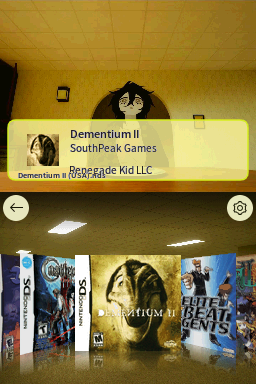 Dementium II
SouthPeak Games
Renegade Kid LLC
Dementium II (USA).nds
NINTENDO DS
NINTENDO DS
DEMENTIUM II
ELITE
BEAT
AGENTS